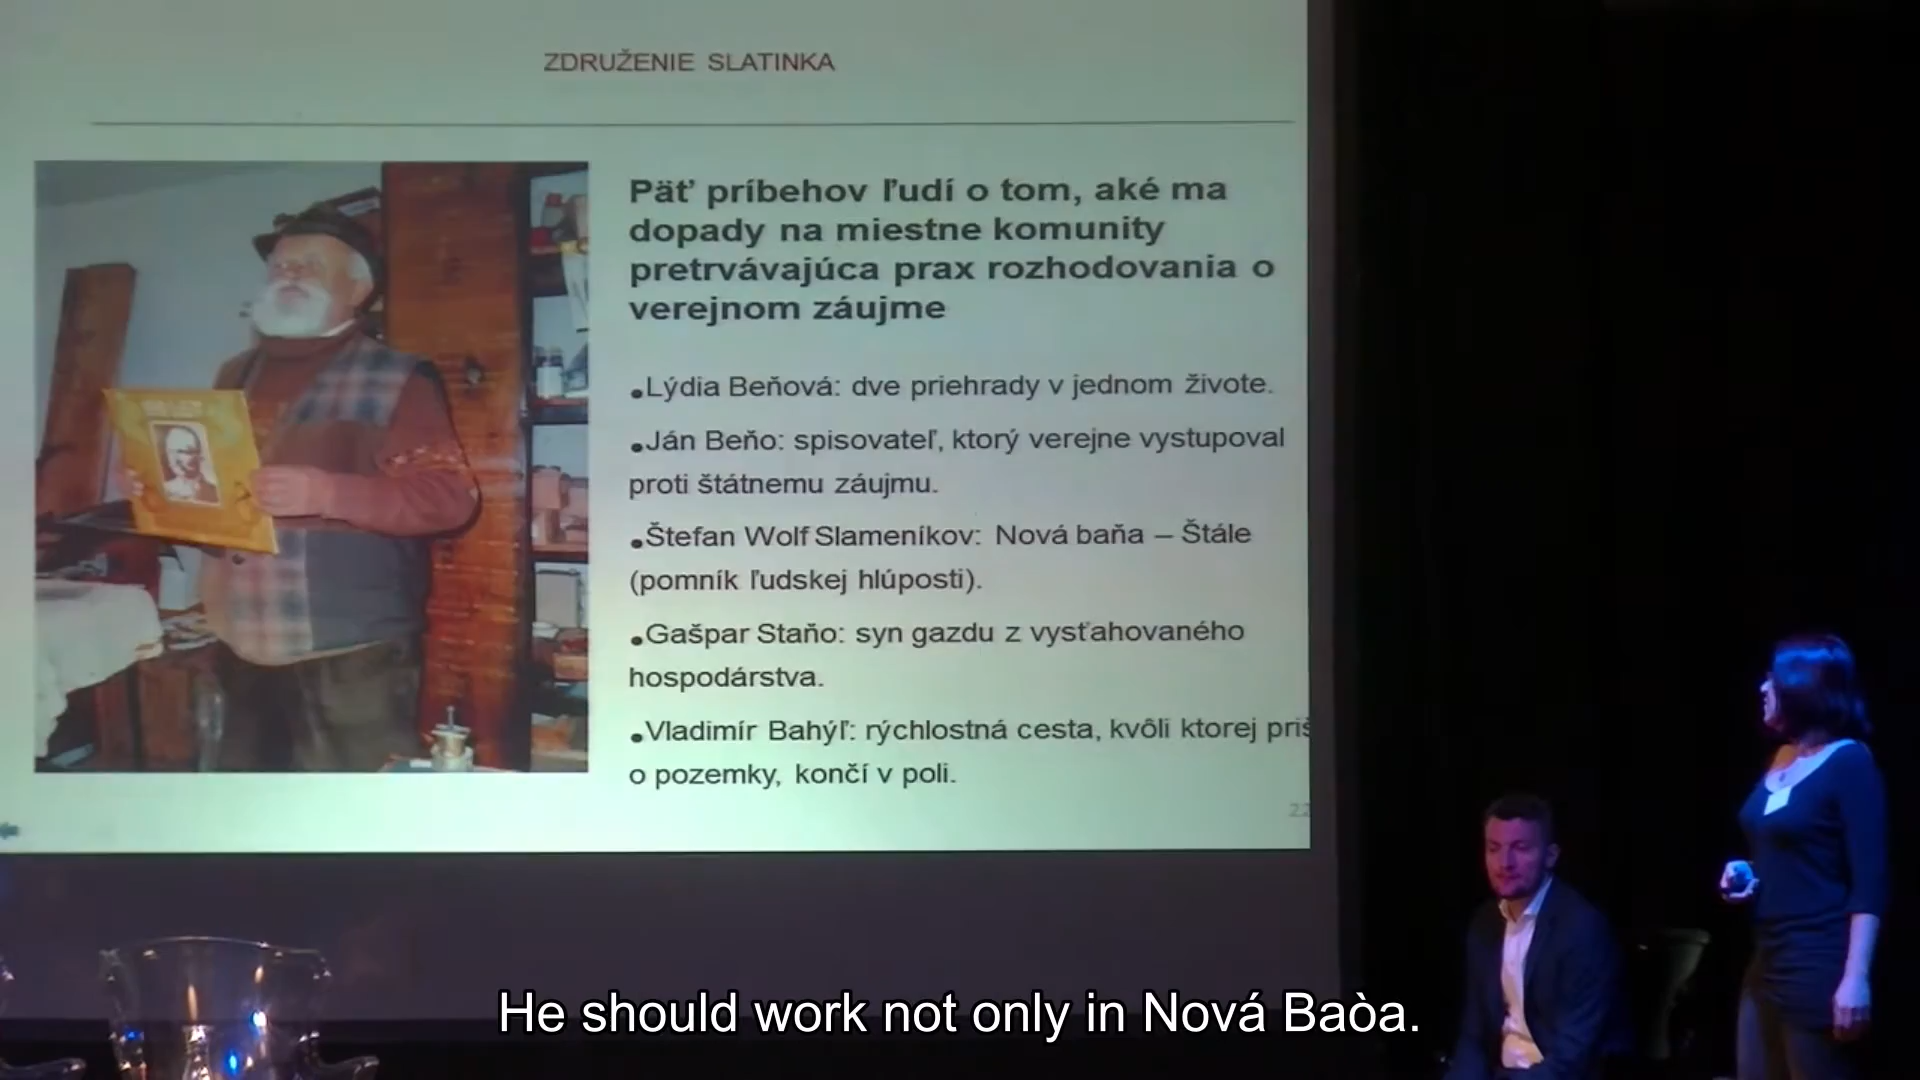 ZDRUŽENIE SLATINKA
Päť príbehov ľudí o tom, aké ma
dopady na miestne komunity
pretrvávajúca prax rozhodovania o
verejnom záujme
•Lýdia Beňová: dve priehrady v jednom živote.
•Ján Beňo: spisovateľ, ktorý verejne vystupoval
proti štátnemu záujmu.
•Štefan Wolf Slameníkov: Nová baňa – Štále
(pomník ľudskej hlúposti).
•Gašpar Staňo: syn gazdu z vysťahovaného
hospodárstva.
•Vladimír Bahýľ: rýchlostná cesta, kvôli ktorej priš
o pozemky, končí v poli.
22
He should work not only in Nová Baòa.